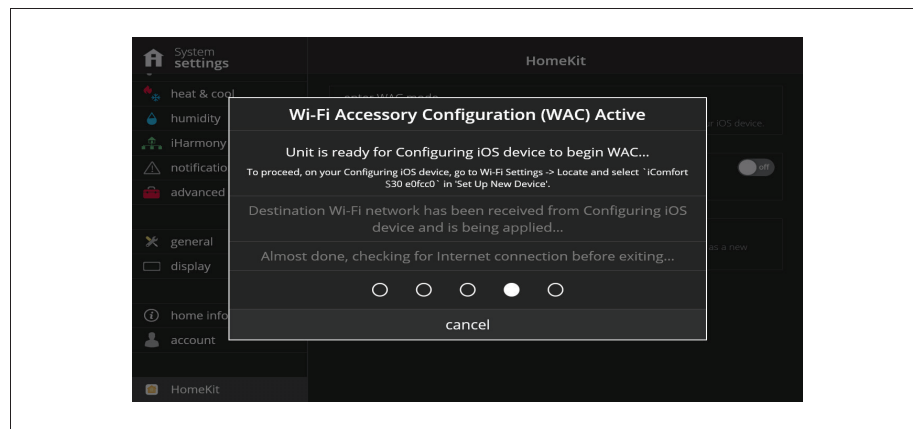 System
settings
HomeKit
heat & cool
enter WAC mode
humidity
ur iOS device.
iHarmony
notificatio
off
advanced
as a new
general
display
home info
account
HomeKit
Wi-Fi Accessory Configuration (WAC) Active
Unit is ready for Configuring iOS device to begin WAC...
To proceed, on your Configuring iOS device, go to Wi-Fi Settings -> Locate and select `iComfort
S30 e0fcc0` in 'Set Up New Device'.
Destination Wi-Fi network has been received from Configuring iOS
device and is being applied...
Almost done, checking for Internet connection before exiting...
cancel